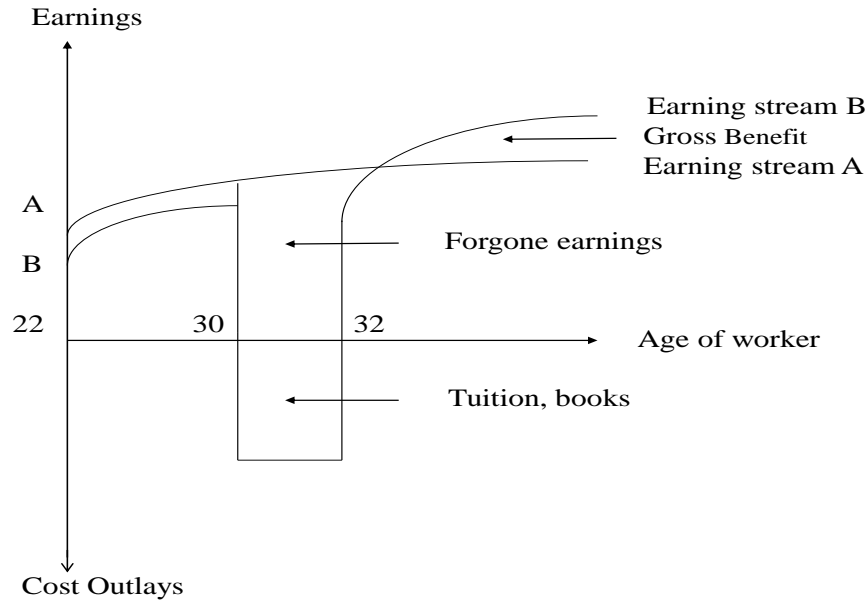 Earnings
Earning stream B
Gross Benefit
Earning stream A
A
Forgone earnings
B
22
30
32
Age of worker
Tuition, books
Cost Outlays